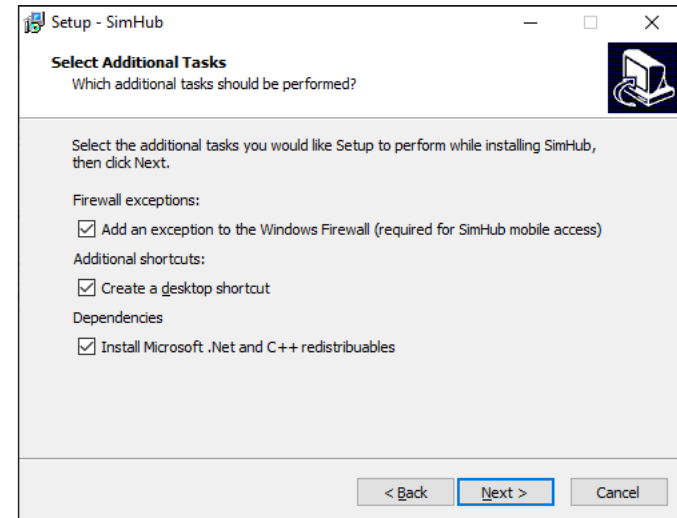 Setup - SimHub
Select Additional Tasks
Which additional tasks should be performed?
Select the additional tasks you would like Setup to perform while installing SimHub,
then click Next.
Firewall exceptions:
Add an exception to the Windows Firewall (required for SimHub mobile access)
Additional shortcuts:
Create a desktop shortcut
Dependencies
Install Microsoft .Net and C++ redistribuables
< Back
Next >
Cancel